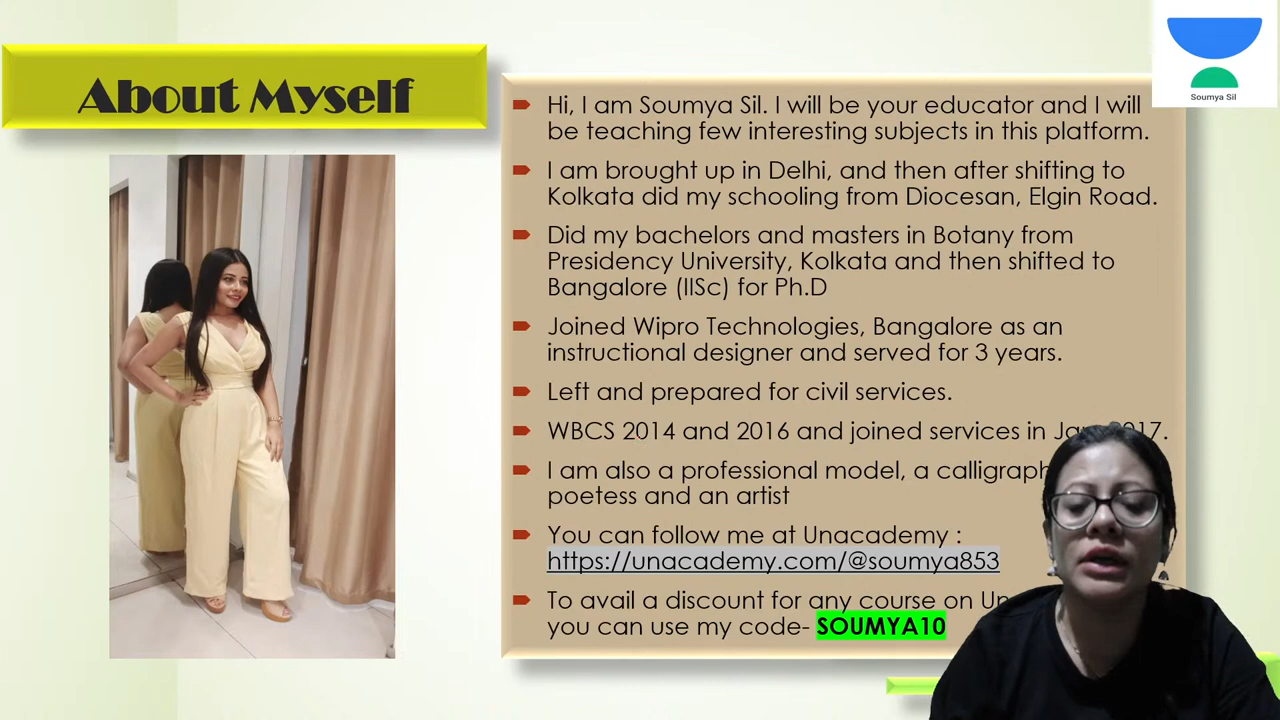 About Myself
Soumya Sil
Hi, I am Soumya Sil. I will be your educator and I will
be teaching few interesting subjects in this platform.
I am brought up in Delhi, and then after shifting to
Kolkata did my schooling from Diocesan, Elgin Road.
Did my bachelors and masters in Botany from
Presidency University, Kolkata and then shifted to
Bangalore (IISc) for Ph.D
Joined Wipro Technologies, Bangalore as an
instructional designer and served for 3 years.
Left and prepared for civil services.
WBCS 2014 and 2016 and joined services in
I am also a professional model, a
poetess and an artist
You can follow me at Unacademy :
https://unacademy.com/@soumya853
To avail a discount for any course on
you can use my code- SOUMYA10